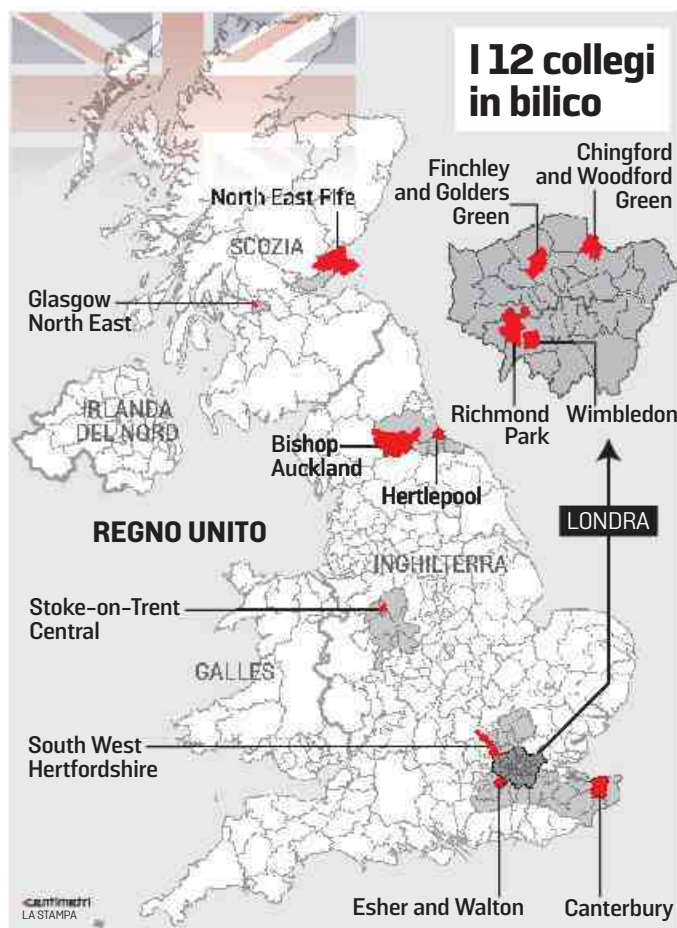 I 12 collegi
in bilico
Finchley
and Golders
Green
Chingford
and Woodford
Green
North East Fife
SCOZIA
Glasgow
North East
IRLANDA
DEL NORD
Bishop
Auckland
Hertlepool
Richmond
Park
Wimbledon
REGNO UNITO
LONDRA
INGHILTERRA
Stoke-on-Trent
Central
GALLES
South West
Hertfordshire
Esher and Walton
Canterbury
centimetri
LA STAMPA